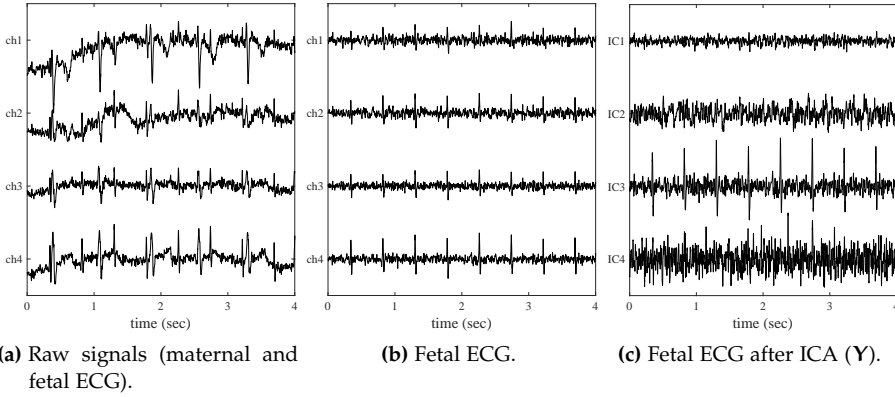 ch1
ch2
ch3
ch4
0 1 2 3 4
time (sec)
ch1
ch2
ch3
ch4
0 1 2 3 4
time (sec)
IC1
IC2
IC3
IC4
0 1 2 3 4
time (sec)
(a) Raw signals (maternal and
fetal ECG).
(b) Fetal ECG.
(c) Fetal ECG after ICA (Y).